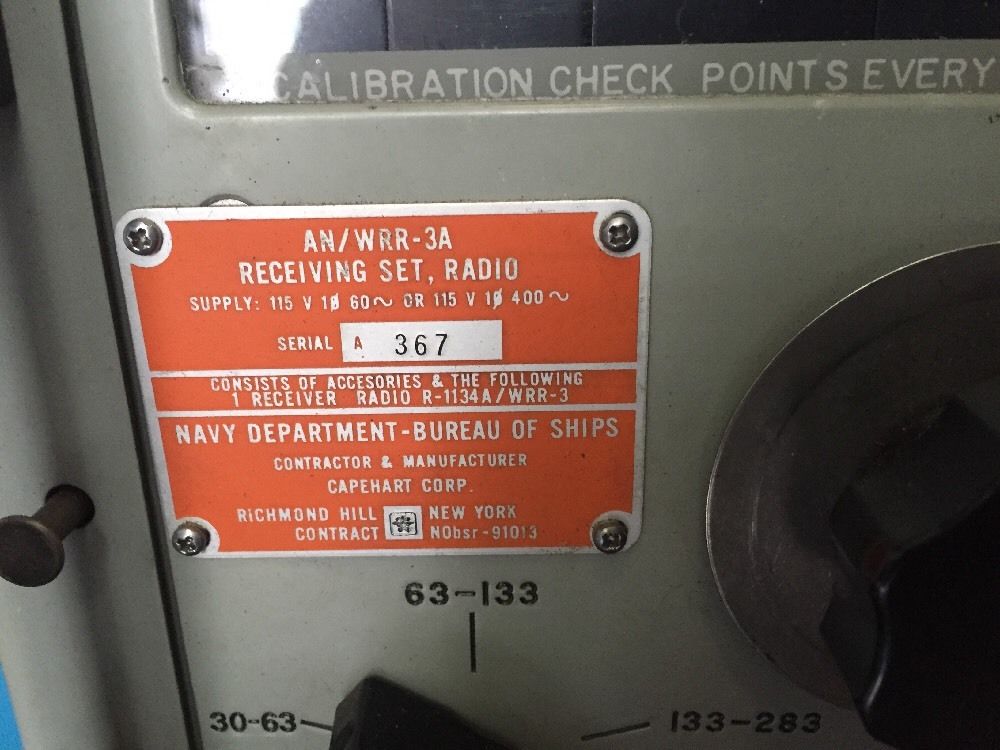 CALIBRATION CHECK POINTS EVERY
AN/WRR-3A
RECEIVING SET, RADIO
SUPPLY: 115 V 1ø 60~ OR 115 V 1ø 400~
SERIAL A 367
CONSISTS OF ACCESORIES & THE FOLLOWING
1 RECEIVER RADIO R-1134A/WRR-3
NAVY DEPARTMENT-BUREAU OF SHIPS
CONTRACTOR & MANUFACTURER
CAPEHART CORP.
RICHMOND HILL NEW YORK
CONTRACT NObsr-91013
63-133
30-63 133-283